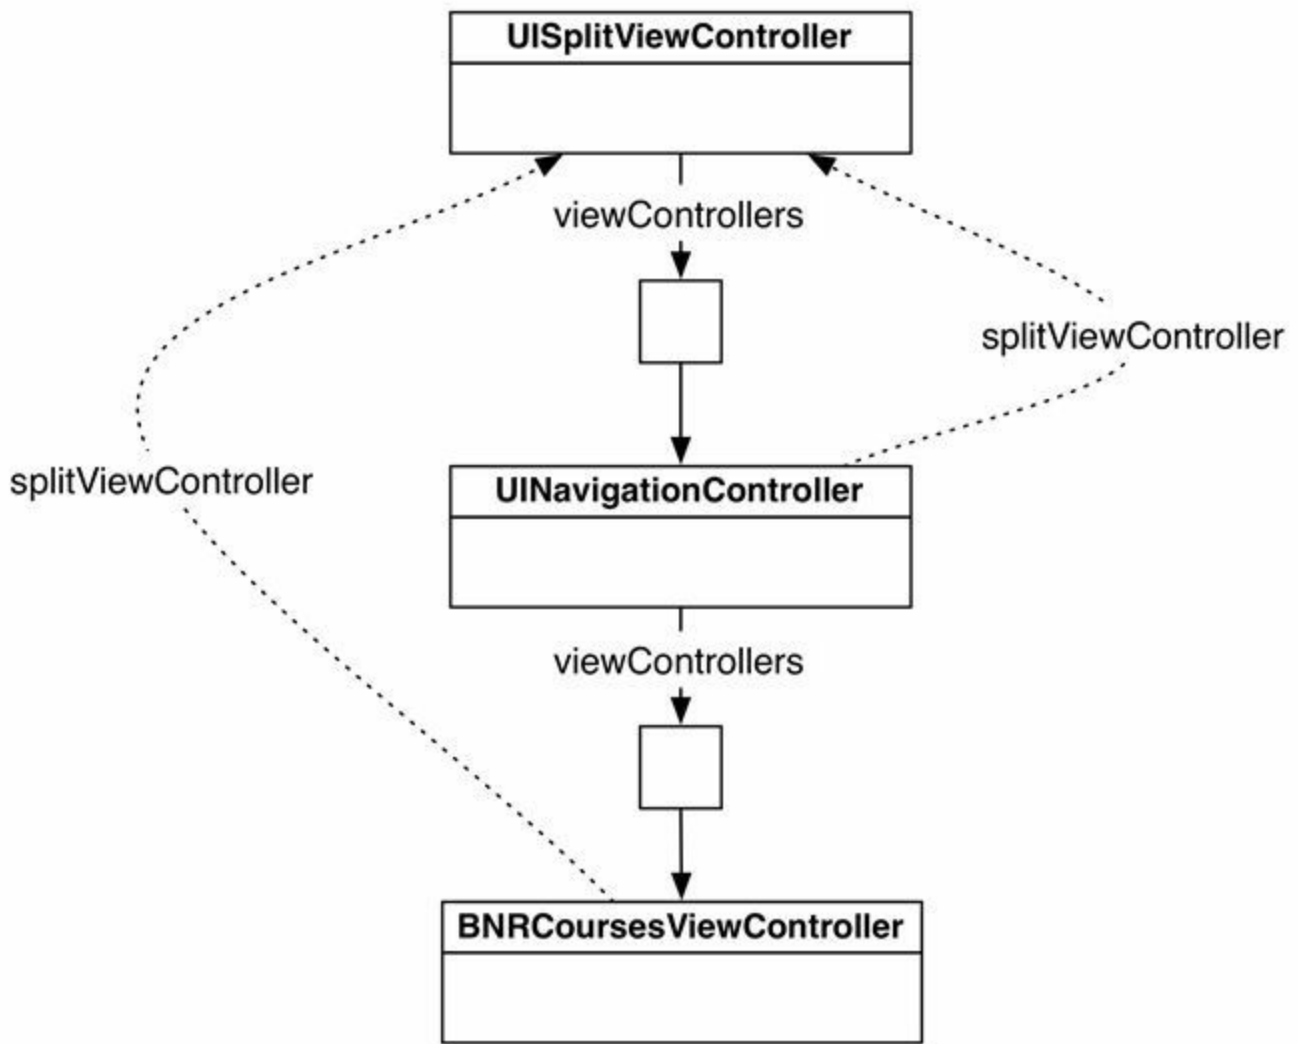 UISplitViewController
viewControllers
splitViewController
splitViewController
UINavigationController
viewControllers
BNRCoursesViewController